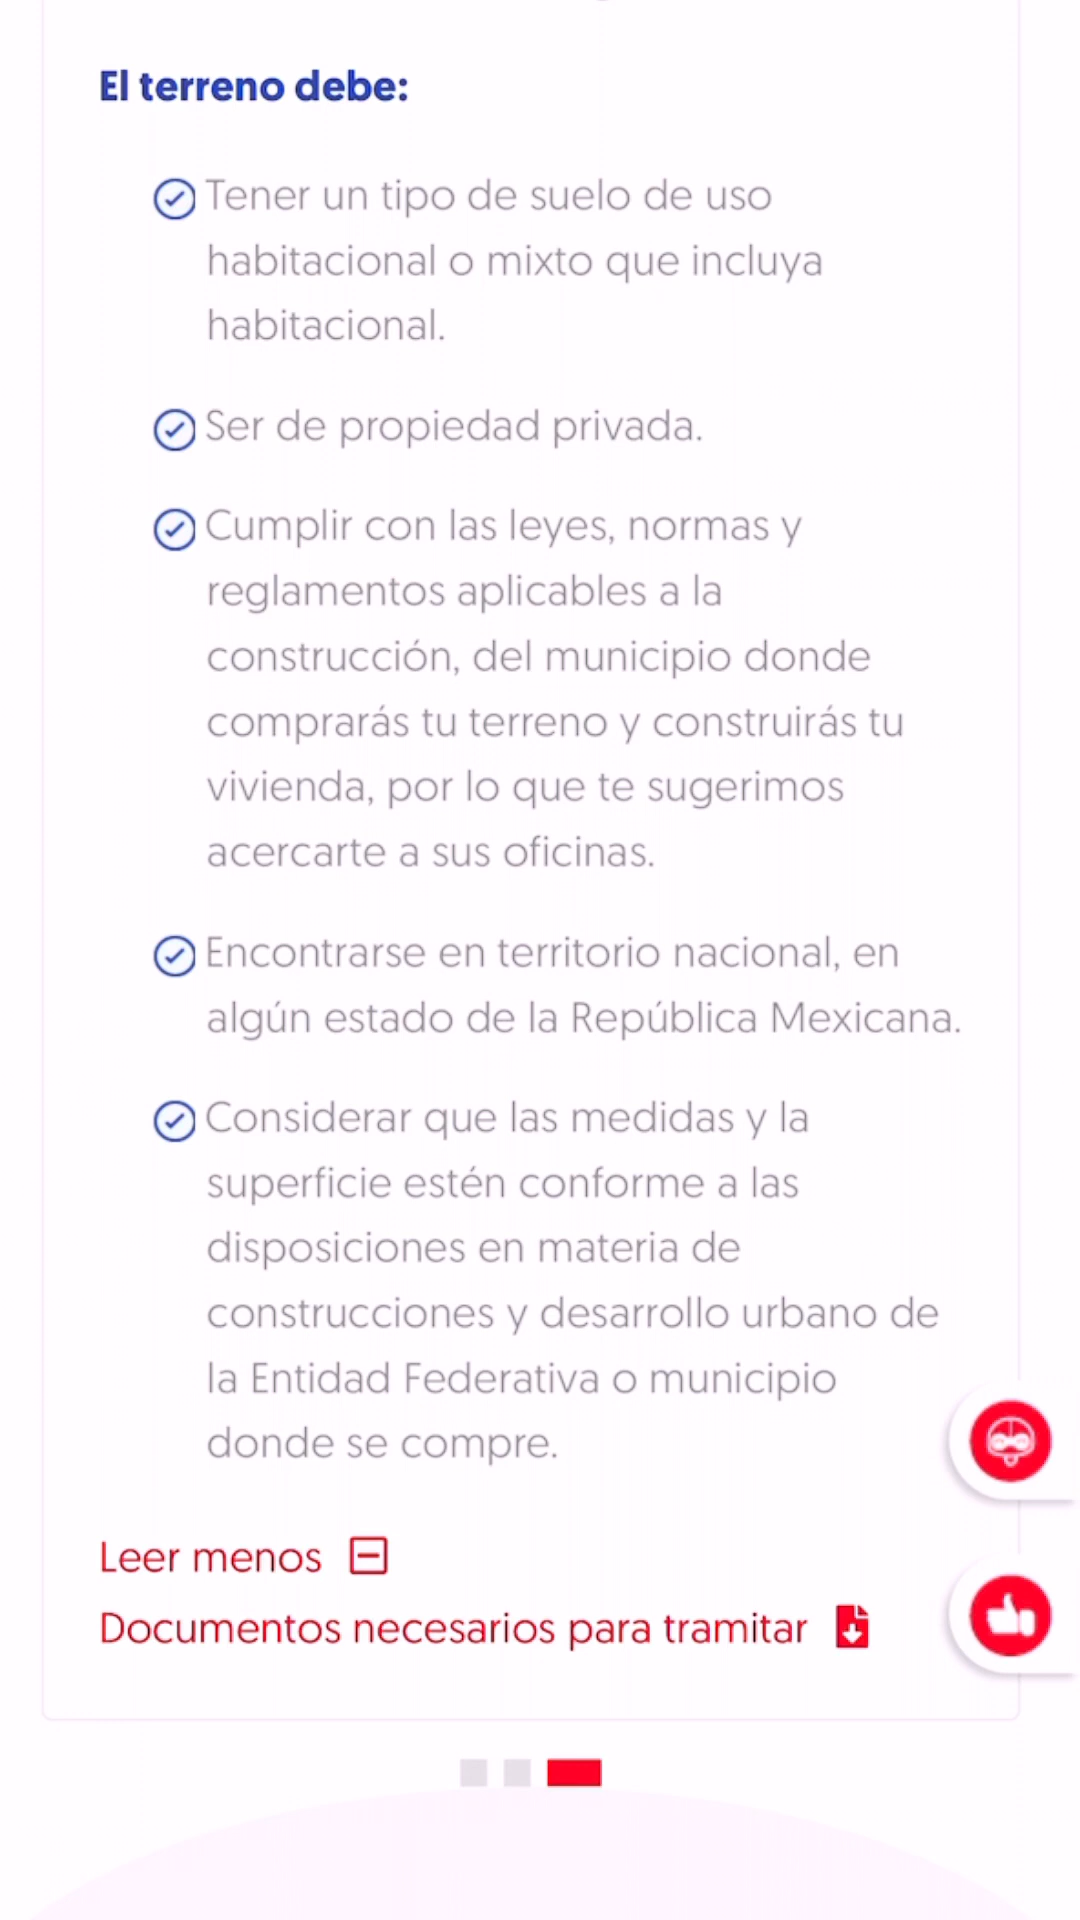 El terreno debe:
Tener un tipo de suelo de uso
habitacional o mixto que incluya
habitacional.
Ser de propiedad privada.
Cumplir con las leyes, normas y
reglamentos aplicables a la
construcción, del municipio donde
comprarás tu terreno y construirás tu
vivienda, por lo que te sugerimos
acercarte a sus oficinas.
Encontrarse en territorio nacional, en
algún estado de la República Mexicana.
Considerar que las medidas y la
superficie estén conforme a las
disposiciones en materia de
construcciones y desarrollo urbano de
la Entidad Federativa o municipio
donde se compre.
Leer menos
Documentos necesarios para tramitar